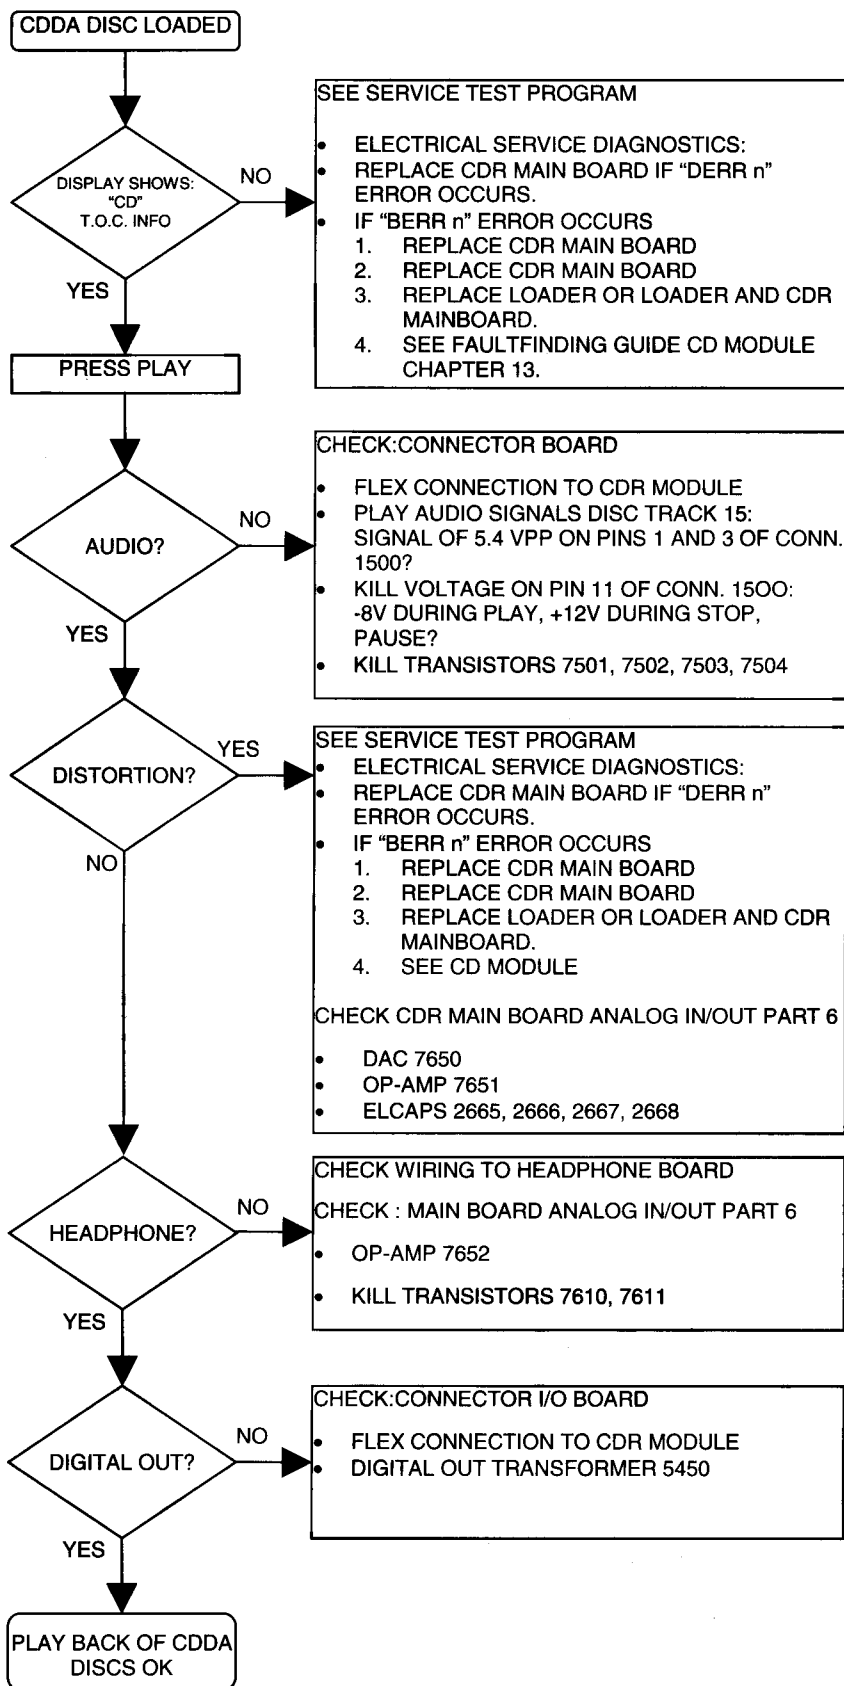 CDDA DISC LOADED
DISPLAY SHOWS:
"CD"
T.O.C. INFO
NO
YES
SEE SERVICE TEST PROGRAM
• ELECTRICAL SERVICE DIAGNOSTICS:
• REPLACE CDR MAIN BOARD IF "DERR n"
ERROR OCCURS.
• IF "BERR n" ERROR OCCURS
1. REPLACE CDR MAIN BOARD
2. REPLACE CDR MAIN BOARD
3. REPLACE LOADER OR LOADER AND CDR
MAINBOARD.
4. SEE FAULTFINDING GUIDE CD MODULE
CHAPTER 13.
PRESS PLAY
AUDIO?
NO
YES
CHECK:CONNECTOR BOARD
• FLEX CONNECTION TO CDR MODULE
• PLAY AUDIO SIGNALS DISC TRACK 15:
SIGNAL OF 5.4 VPP ON PINS 1 AND 3 OF CONN.
1500?
• KILL VOLTAGE ON PIN 11 OF CONN. 15OO:
-8V DURING PLAY, +12V DURING STOP,
PAUSE?
• KILL TRANSISTORS 7501, 7502, 7503, 7504
DISTORTION?
YES
NO
SEE SERVICE TEST PROGRAM
• ELECTRICAL SERVICE DIAGNOSTICS:
• REPLACE CDR MAIN BOARD IF "DERR n"
ERROR OCCURS.
• IF "BERR n" ERROR OCCURS
1. REPLACE CDR MAIN BOARD
2. REPLACE CDR MAIN BOARD
3. REPLACE LOADER OR LOADER AND CDR
MAINBOARD.
4. SEE CD MODULE
CHECK CDR MAIN BOARD ANALOG IN/OUT PART 6
• DAC 7650
• OP-AMP 7651
• ELCAPS 2665, 2666, 2667, 2668
HEADPHONE?
NO
YES
CHECK WIRING TO HEADPHONE BOARD
CHECK : MAIN BOARD ANALOG IN/OUT PART 6
• OP-AMP 7652
• KILL TRANSISTORS 7610, 7611
DIGITAL OUT?
NO
YES
CHECK:CONNECTOR I/O BOARD
• FLEX CONNECTION TO CDR MODULE
• DIGITAL OUT TRANSFORMER 5450
PLAY BACK OF CDDA
DISCS OK